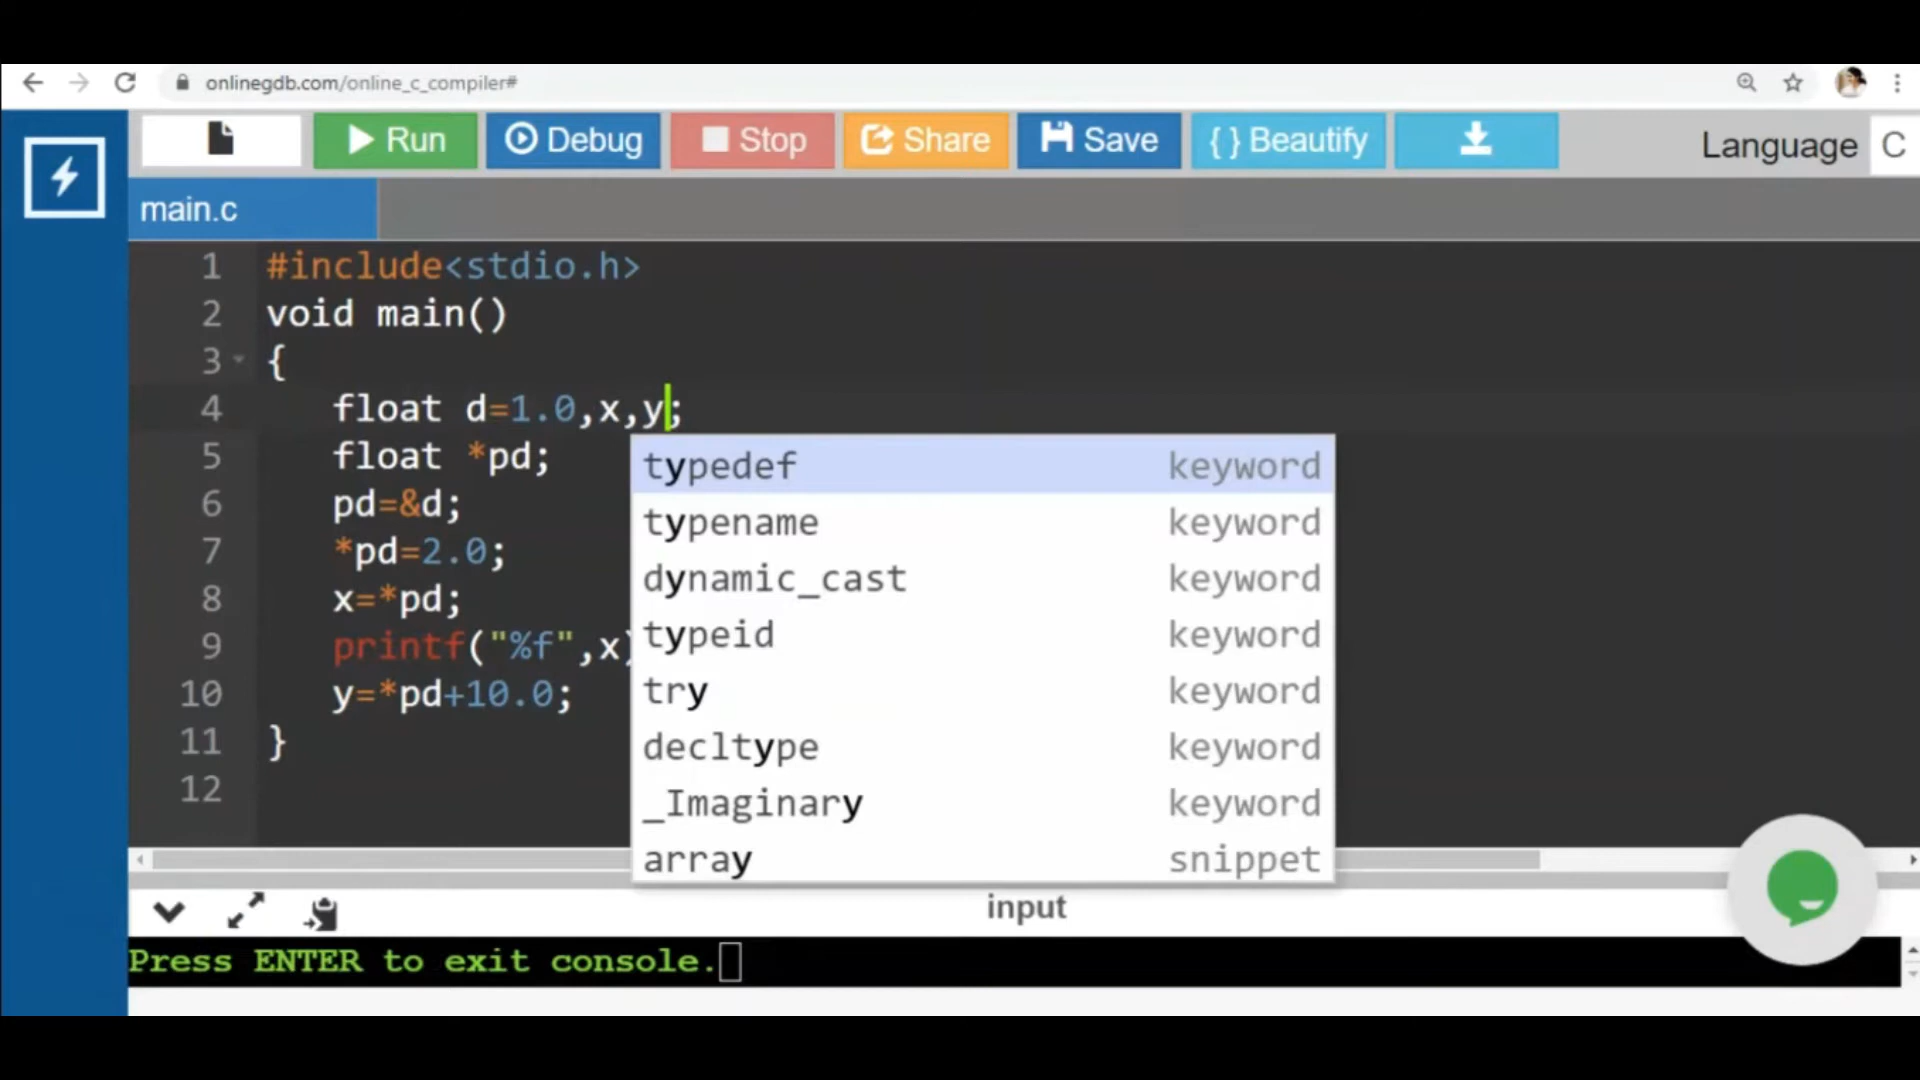 onlinegdb.com/online_c_compiler#
Run Debug Stop Share Save { } Beautify Language C
main.c
1 #include<stdio.h>
2 void main()
3 {
4 float d=1.0,x,y;
5 float *pd;
6 pd=&d;
7 *pd=2.0;
8 x=*pd;
9 printf("%f",x)
10 y=*pd+10.0;
11 }
12
typedef keyword
typename keyword
dynamic_cast keyword
typeid keyword
try keyword
decltype keyword
_Imaginary keyword
array snippet
input
Press ENTER to exit console.